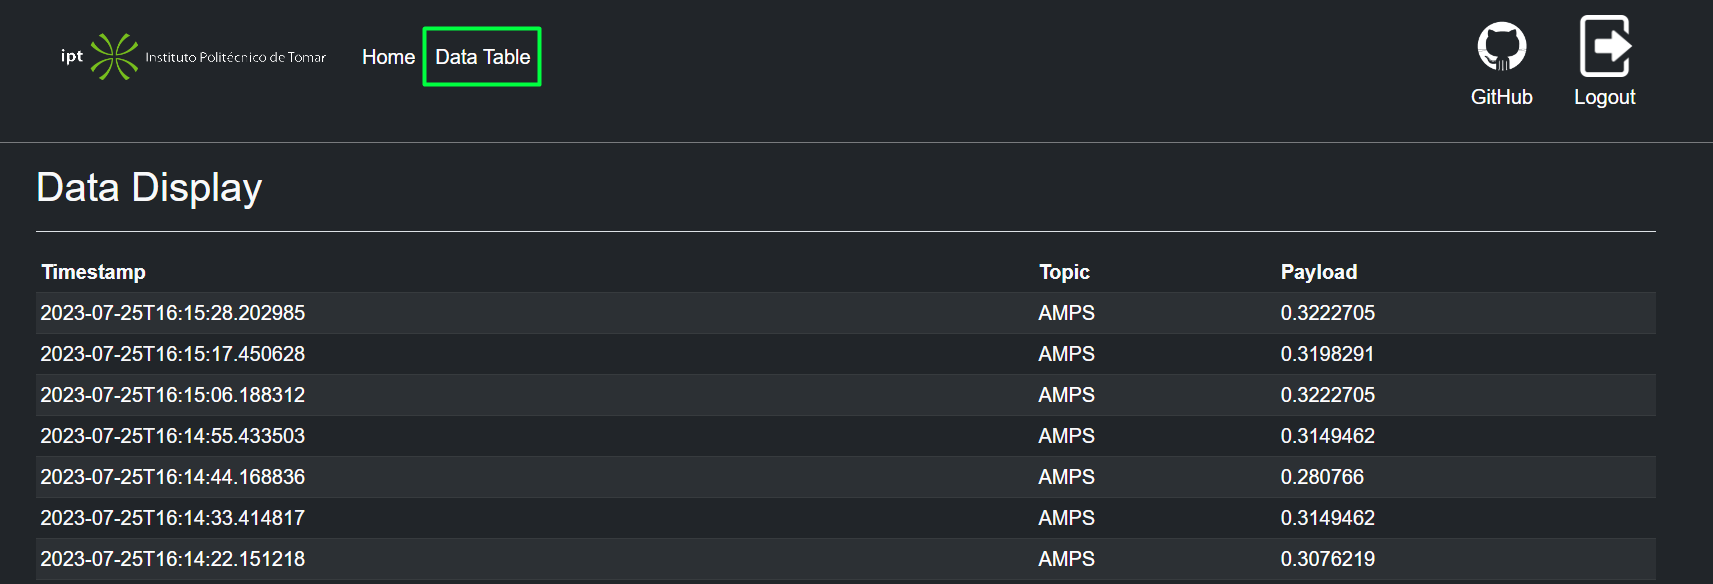 ipt Instituto Politécnico de Tomar Home Data Table
GitHub Logout
Data Display
Timestamp Topic Payload
2023-07-25T16:15:28.202985 AMPS 0.3222705
2023-07-25T16:15:17.450628 AMPS 0.3198291
2023-07-25T16:15:06.188312 AMPS 0.3222705
2023-07-25T16:14:55.433503 AMPS 0.3149462
2023-07-25T16:14:44.168836 AMPS 0.280766
2023-07-25T16:14:33.414817 AMPS 0.3149462
2023-07-25T16:14:22.151218 AMPS 0.3076219